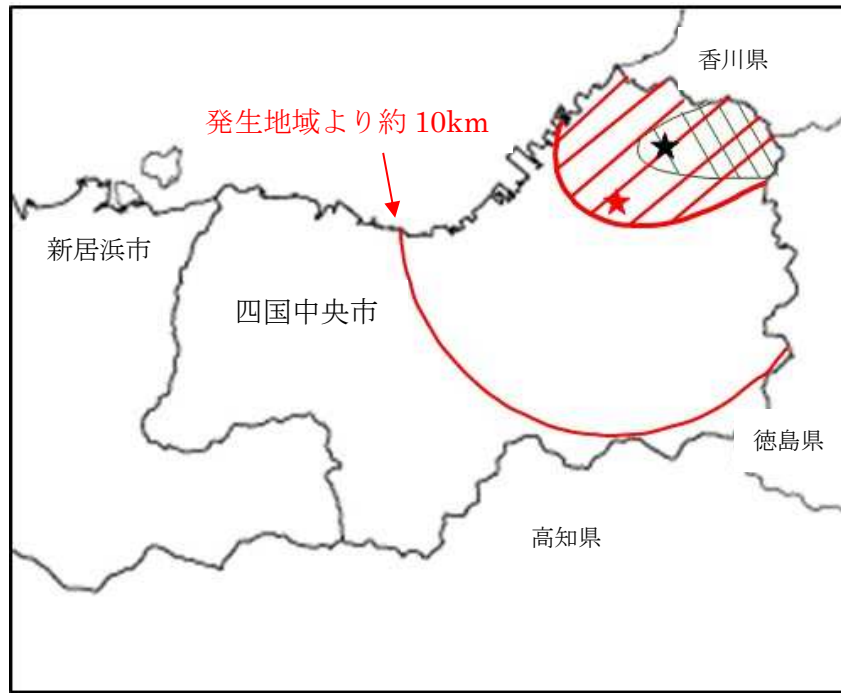 香川県
発生地域より約 10km
新居浜市
四国中央市
徳島県
高知県